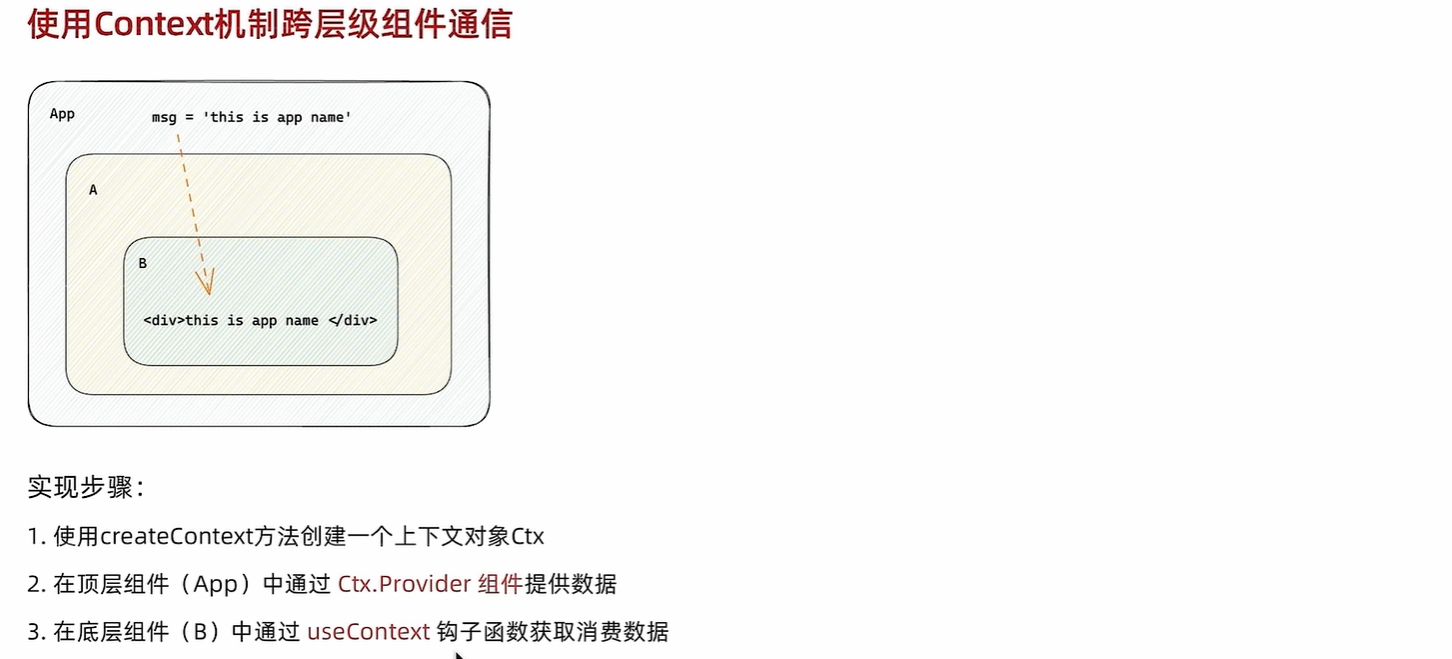 使用Context机制跨层级组件通信
App
msg = 'this is app name'
A
B
<div>this is app name </div>
实现步骤：
1. 使用createContext方法创建一个上下文对象Ctx
2. 在顶层组件（App）中通过 Ctx.Provider 组件提供数据
3. 在底层组件（B）中通过 useContext 钩子函数获取消费数据